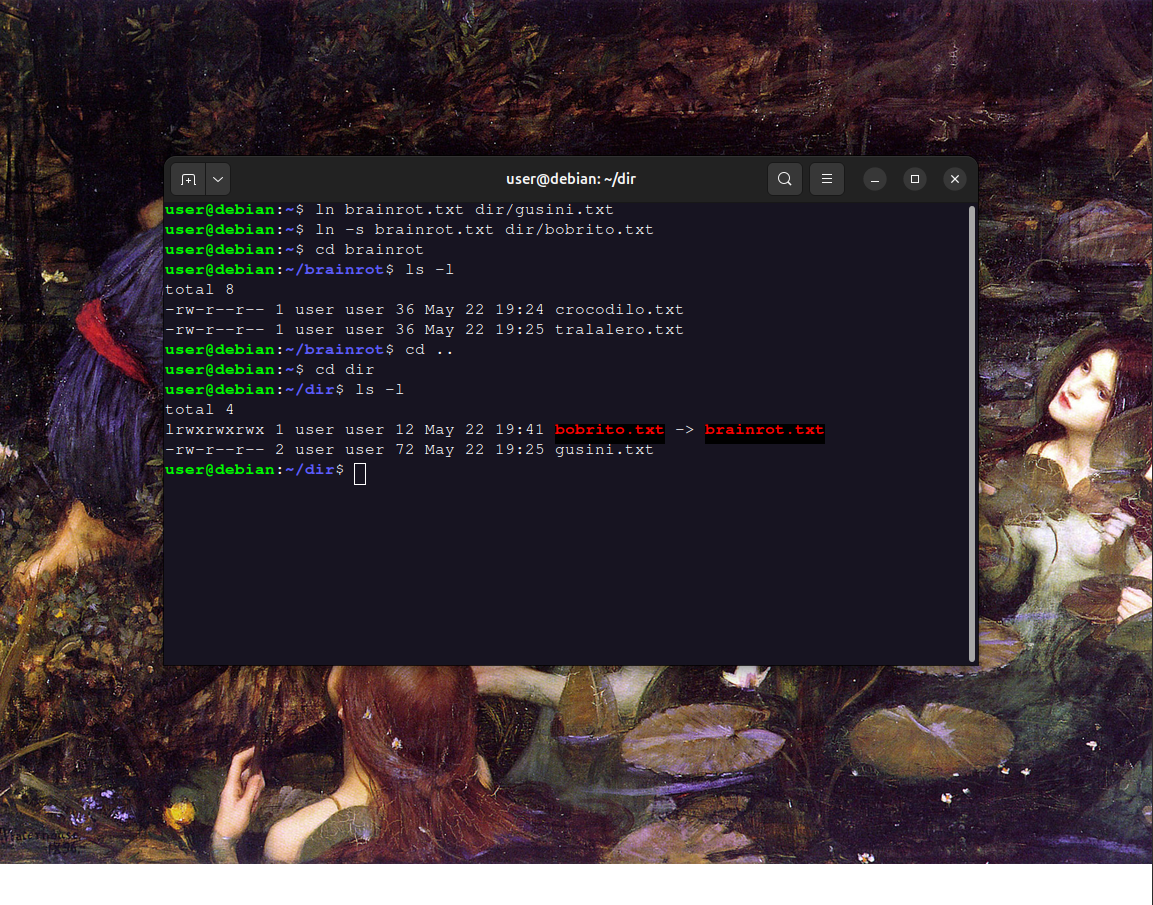 user@debian: ~/dir
user@debian:~$ ln brainrot.txt dir/gusini.txt
user@debian:~$ ln -s brainrot.txt dir/bobrito.txt
user@debian:~$ cd brainrot
user@debian:~/brainrot$ ls -l
total 8
-rw-r--r-- 1 user user 36 May 22 19:24 crocodilo.txt
-rw-r--r-- 1 user user 36 May 22 19:25 tralalero.txt
user@debian:~/brainrot$ cd ..
user@debian:~$ cd dir
user@debian:~/dir$ ls -l
total 4
lrwxrwxrwx 1 user user 12 May 22 19:41 bobrito.txt -> brainrot.txt
-rw-r--r-- 2 user user 72 May 22 19:25 gusini.txt
user@debian:~/dir$